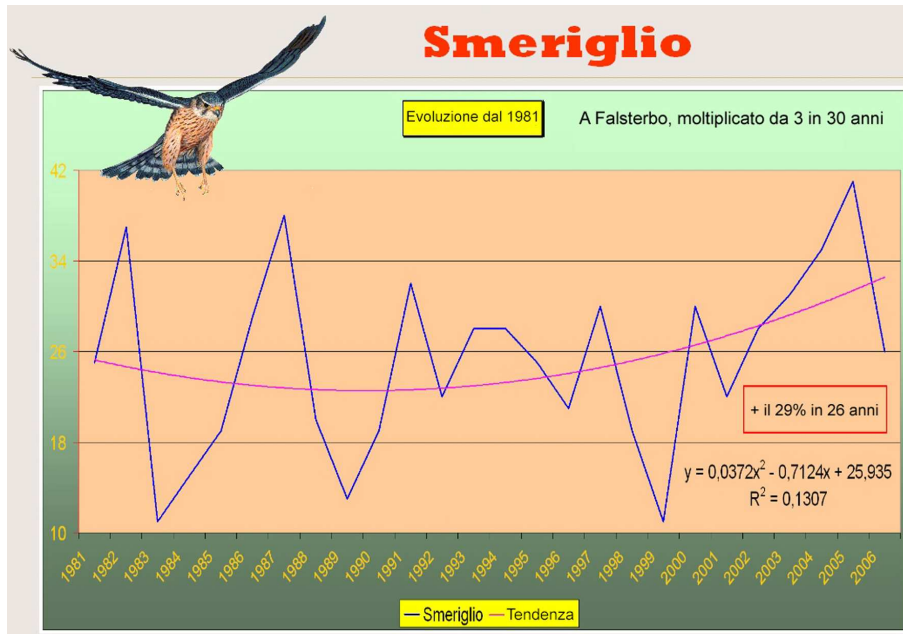 Smeriglio
Evoluzione dal 1981
A Falsterbo, moltiplicato da 3 in 30 anni
42
34
26
18
10
+ il 29% in 26 anni
y = 0,0372x² - 0,7124x + 25,935
R² = 0,1307
1981 1982 1983 1984 1985 1986 1987 1988 1989 1990 1991 1992 1993 1994 1995 1996 1997 1998 1999 2000 2001 2002 2003 2004 2005 2006
Smeriglio Tendenza